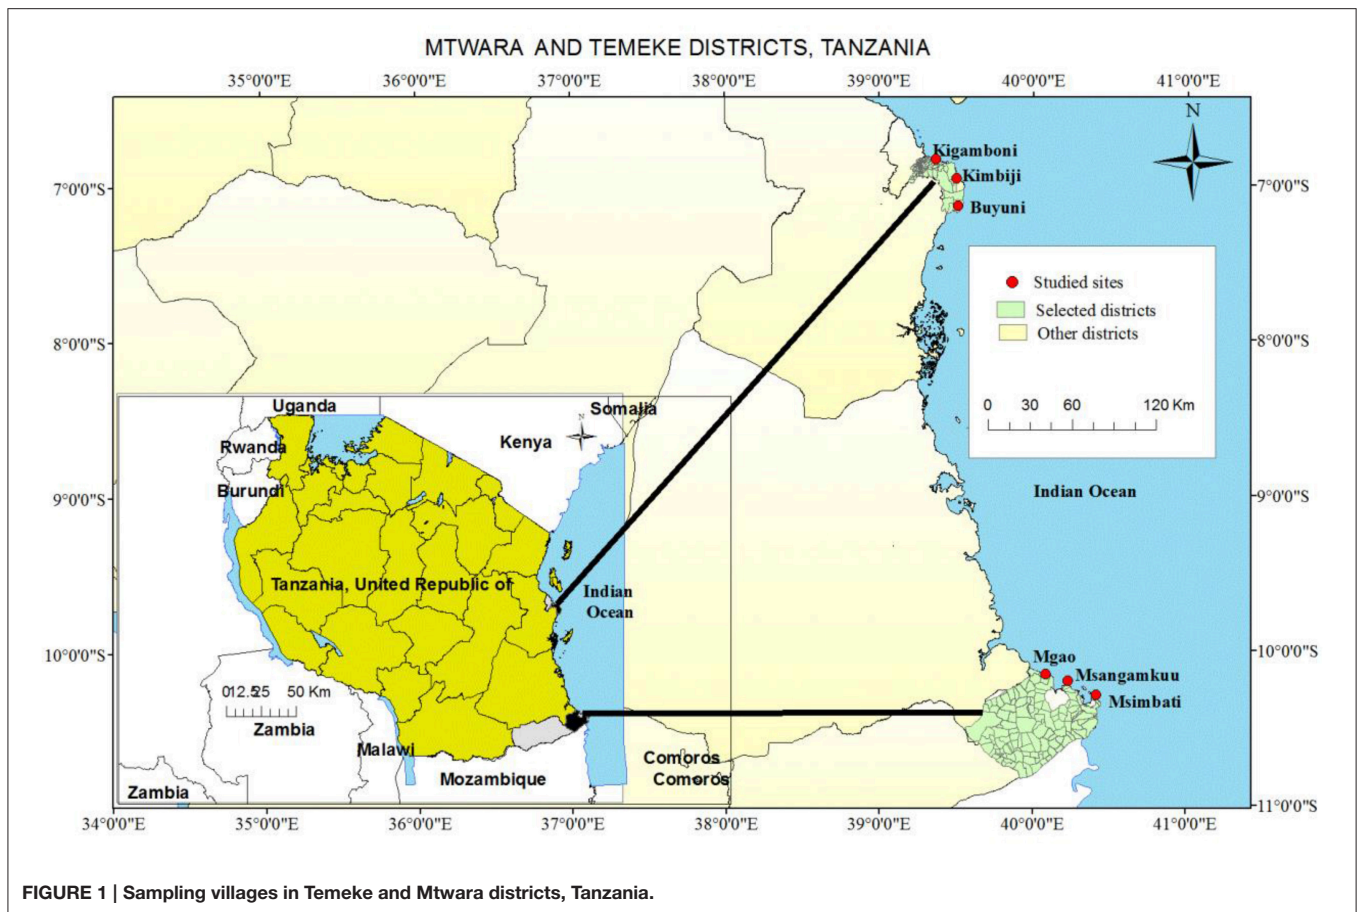 MTWARA AND TEMEKE DISTRICTS, TANZANIA
35°0'0"E 36°0'0"E 37°0'0"E 38°0'0"E 39°0'0"E 40°0'0"E 41°0'0"E
N
Kigamboni
Kimbiji
Buyuni
7°0'0"S 7°0'0"S
Studied sites
Selected districts
Other districts
0 30 60 120 Km
8°0'0"S 8°0'0"S
Uganda
Somalia
N
Kenya
Rwanda
Burundi
9°0'0"S 9°0'0"S
Indian Ocean
Tanzania, United Republic of
Indian
Ocean
10°0'0"S 10°0'0"S
Mgao
Msangamkuu
Msimbati
012.525 50 Km
Zambia
Malawi
Mozambique
Comoros
Comoros
Zambia
11°0'0"S
34°0'0"E 35°0'0"E 36°0'0"E 37°0'0"E 38°0'0"E 39°0'0"E 40°0'0"E 41°0'0"E
FIGURE 1 | Sampling villages in Temeke and Mtwara districts, Tanzania.